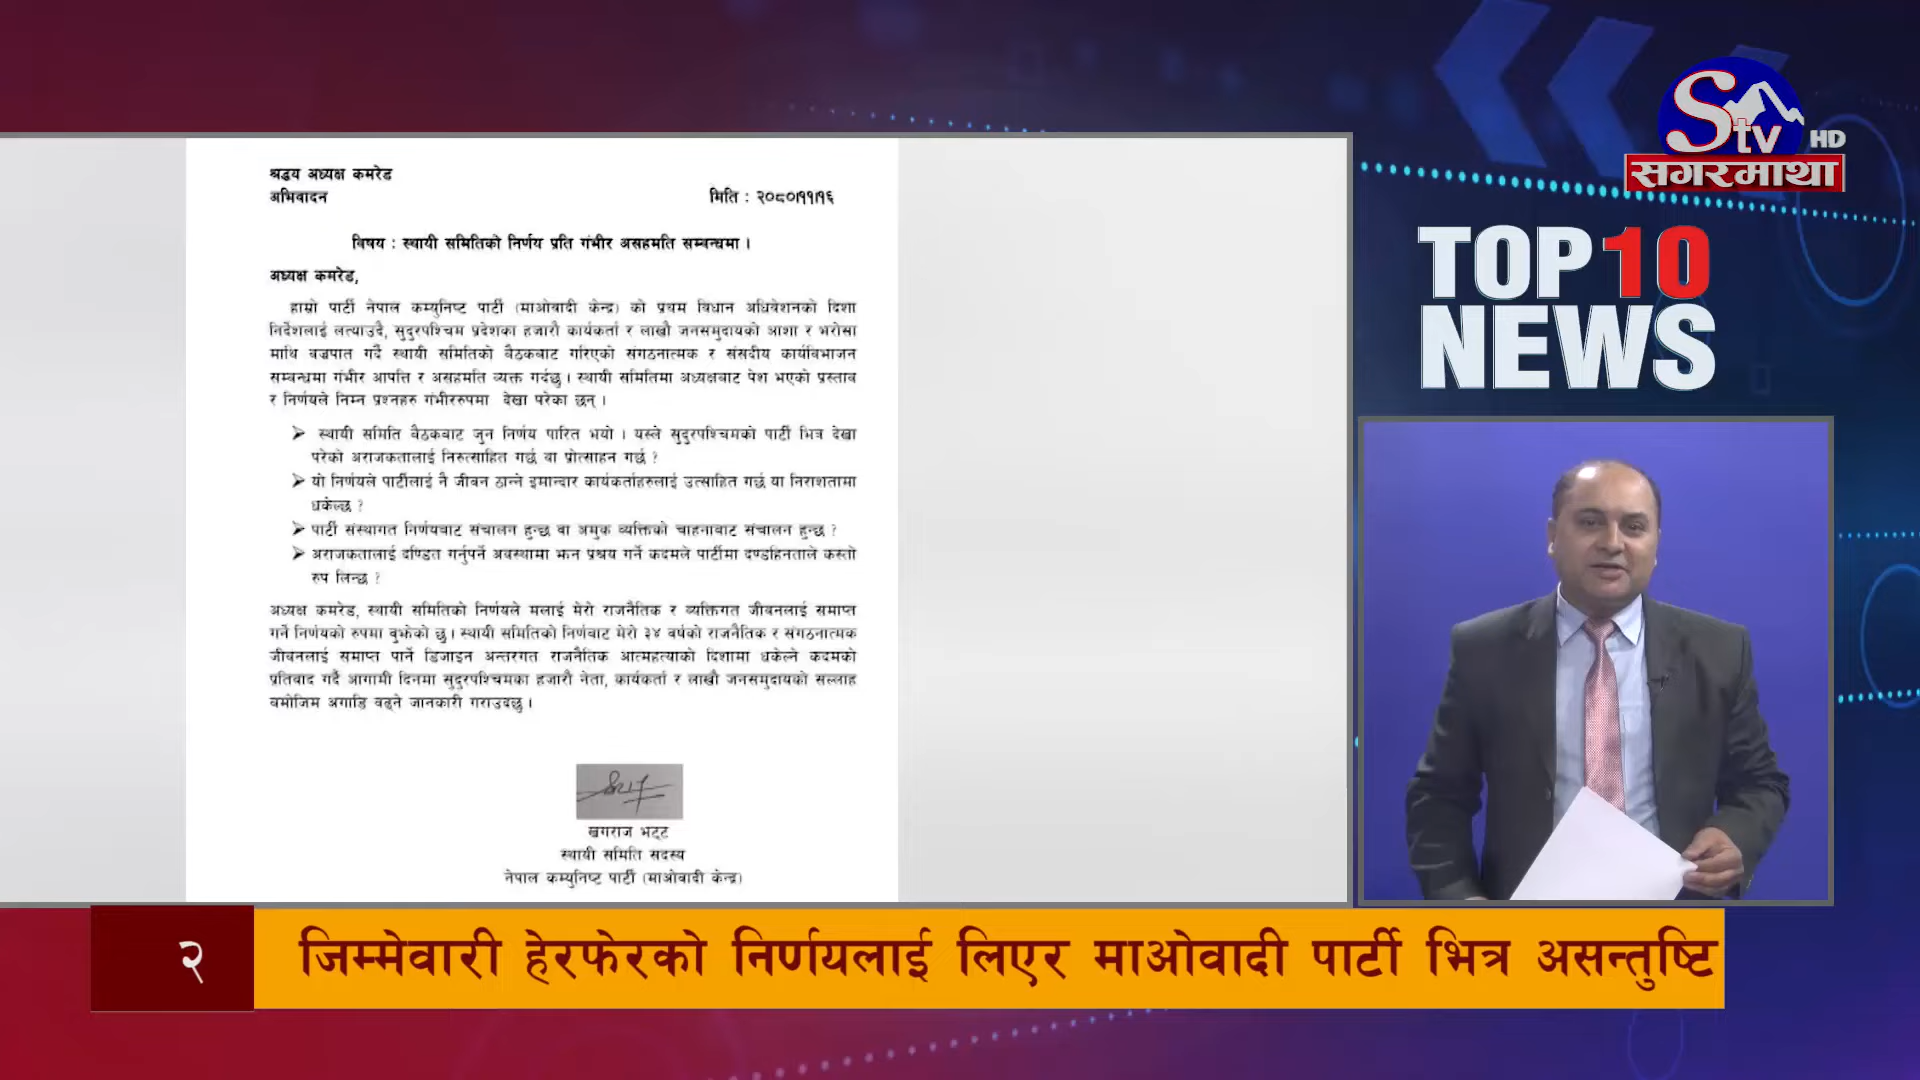 श्रद्धय अध्यक्ष कमरेड
अभिवादन
मिति : २०८०।११।१६
विषय : स्थायी समितिको निर्णय प्रति गंभीर असहमति सम्बन्धमा ।
अध्यक्ष कमरेड,
हाम्रो पार्टी नेपाल कम्युनिष्ट पार्टी (माओवादी केन्द्र) को प्रथम विधान अधिवेशनको दिशा
निर्देशलाई लत्याउदै, सुदुरपश्चिम प्रदेशका हजारौ कार्यकर्ता र लाखौ जनसमुदायको आशा र भरोसा
माथि बज्रपात गर्दै स्थायी समितिको बैठकबाट गरिएको संगठनात्मक र संसदीय कार्यविभाजन
सम्बन्धमा गंभीर आपत्ति र असहमति व्यक्त गर्दछु । स्थायी समितिमा अध्यक्षबाट पेश भएको प्रस्ताव
र निर्णयले निम्न प्रश्नहरु गंभीररुपमा देखा परेका छन् ।
➢ स्थायी समिति बैठकबाट जुन निर्णय पारित भयो । यस्ले सुदुरपश्चिमको पार्टी भित्र देखा
परेको अराजकतालाई निरुत्साहित गर्छ वा प्रोत्साहन गर्छ ?
➢ यो निर्णयले पार्टीलाई नै जीवन ठान्ने इमान्दार कार्यकर्ताहरुलाई उत्साहित गर्छ या निराशतामा
धकेल्छ ?
➢ पार्टी संस्थागत निर्णयबाट संचालन हुन्छ वा अमुक व्यक्तिको चाहनाबाट संचालन हुन्छ ?
➢ अराजकतालाई दण्डित गर्नुपर्ने अवस्थामा झन प्रश्रय गर्ने कदमले पार्टीमा दण्डहिनताले कस्तो
रुप लिन्छ ?
अध्यक्ष कमरेड, स्थायी समितिको निर्णयले मलाई मेरो राजनैतिक र व्यक्तिगत जीवनलाई समाप्त
गर्ने निर्णयको रुपमा बुझेको छु । स्थायी समितिको निर्णबाट मेरो ३४ वर्षको राजनैतिक र संगठनात्मक
जीवनलाई समाप्त पार्ने डिजाइन अन्तरगत राजनैतिक आत्महत्याको दिशामा धकेल्ने कदमको
प्रतिवाद गर्दै आगामी दिनमा सुदुरपश्चिमका हजारौ नेता, कार्यकर्ता र लाखौ जनसमुदायको सल्लाह
बमोजिम अगाडि बढ्ने जानकारी गराउदछु ।
खगराज भट्ट
स्थायी समिति सदस्य
नेपाल कम्युनिष्ट पार्टी (माओवादी केन्द्र)
STV HD
सगरमाथा
TOP 10
NEWS
२ जिम्मेवारी हेरफेरको निर्णयलाई लिएर माओवादी पार्टी भित्र असन्तुष्टि